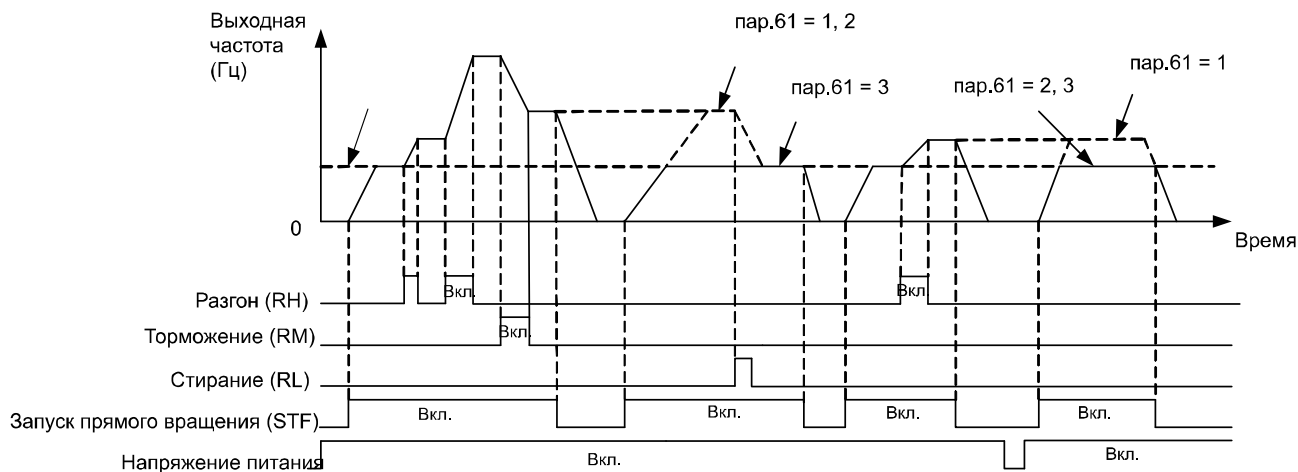 Выходная
частота
(Гц)
пар.61 = 1, 2
пар.61 = 3
пар.61 = 2, 3
пар.61 = 1
0
Время
Разгон (RH)
Вкл.
Вкл.
Торможение (RM)
Вкл.
Стирание (RL)
Запуск прямого вращения (STF)
Вкл.
Вкл.
Вкл.
Вкл.
Напряжение питания
Вкл.
Вкл.